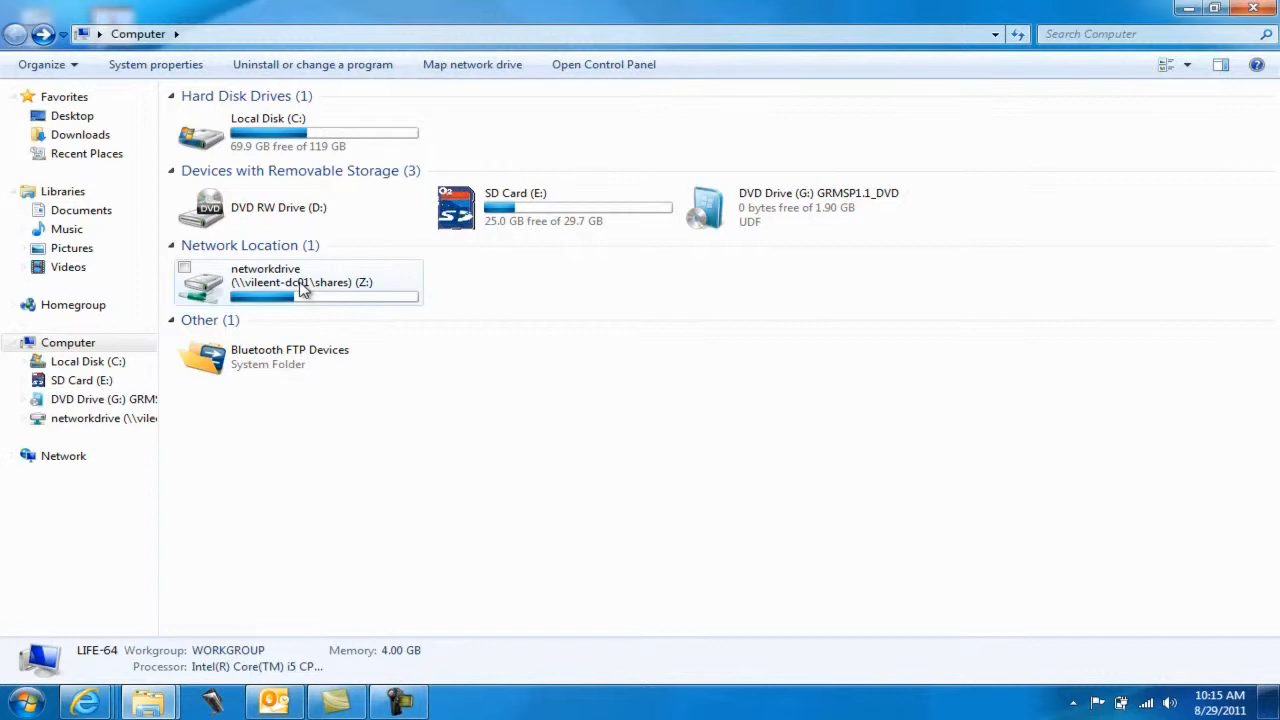 Computer
Search Computer
Organize System properties Uninstall or change a program Map network drive Open Control Panel
Favorites
Desktop
Downloads
Recent Places
Libraries
Documents
Music
Pictures
Videos
Homegroup
Computer
Local Disk (C:)
SD Card (E:)
DVD Drive (G:) GRMS
networkdrive (\\vilee
Network
Hard Disk Drives (1)
Local Disk (C:)
69.9 GB free of 119 GB
Devices with Removable Storage (3)
DVD RW Drive (D:)
DVD
SD Card (E:)
25.0 GB free of 29.7 GB
DVD Drive (G:) GRMSP1.1_DVD
0 bytes free of 1.90 GB
UDF
Network Location (1)
networkdrive
(\\vileent-dc01\shares) (Z:)
Other (1)
Bluetooth FTP Devices
System Folder
LIFE-64 Workgroup: WORKGROUP Memory: 4.00 GB
Processor: Intel(R) Core(TM) i5 CP...
10:15 AM
8/29/2011